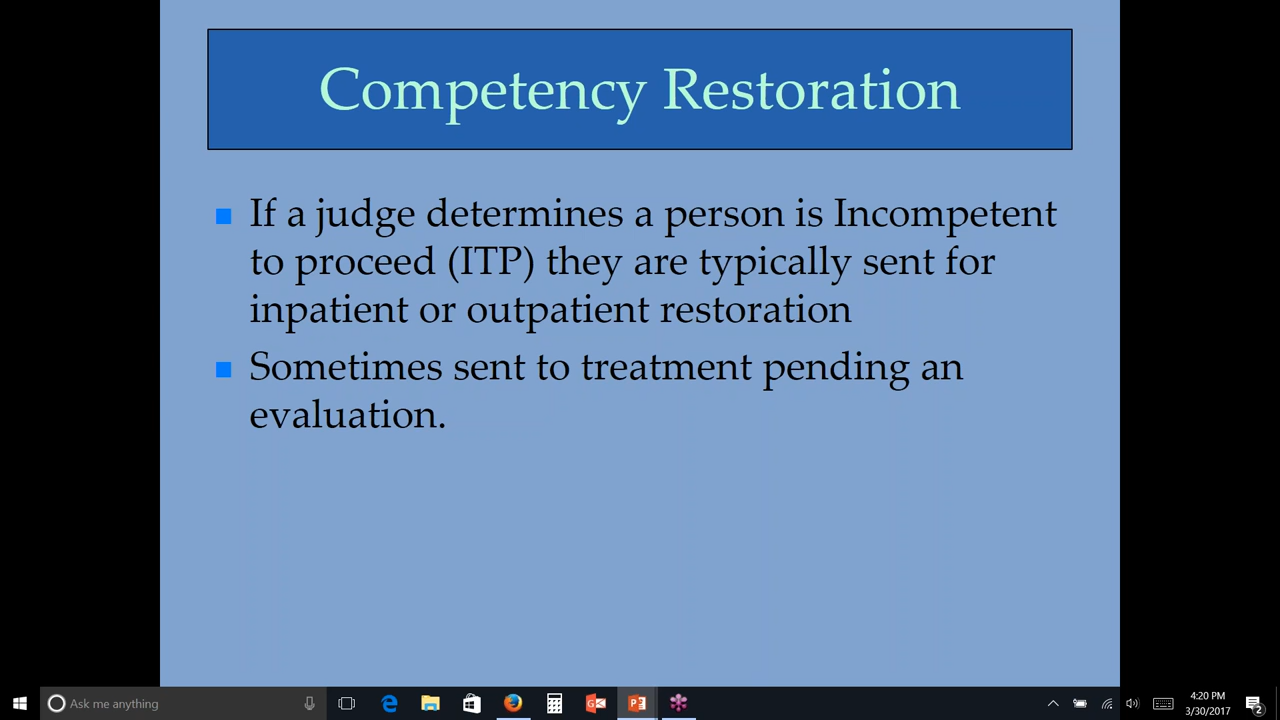 Competency Restoration
If a judge determines a person is Incompetent
to proceed (ITP) they are typically sent for
inpatient or outpatient restoration
Sometimes sent to treatment pending an
evaluation.
Ask me anything
4:20 PM
3/30/2017
2